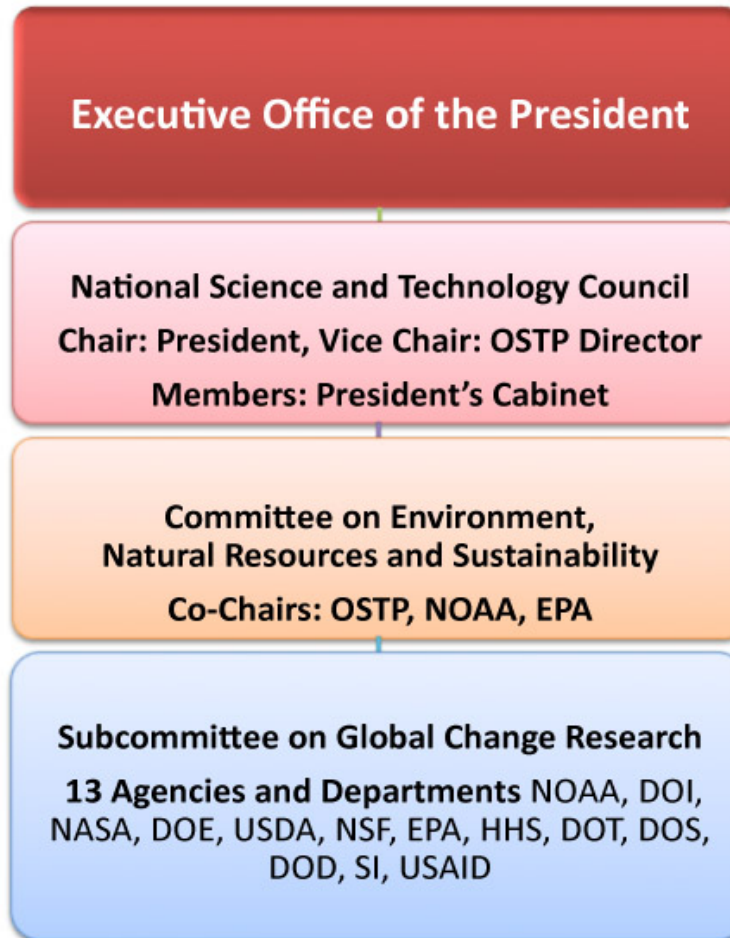 Executive Office of the President
National Science and Technology Council
Chair: President, Vice Chair: OSTP Director
Members: President’s Cabinet
Committee on Environment,
Natural Resources and Sustainability
Co-Chairs: OSTP, NOAA, EPA
Subcommittee on Global Change Research
13 Agencies and Departments NOAA, DOI,
NASA, DOE, USDA, NSF, EPA, HHS, DOT, DOS,
DOD, SI, USAID